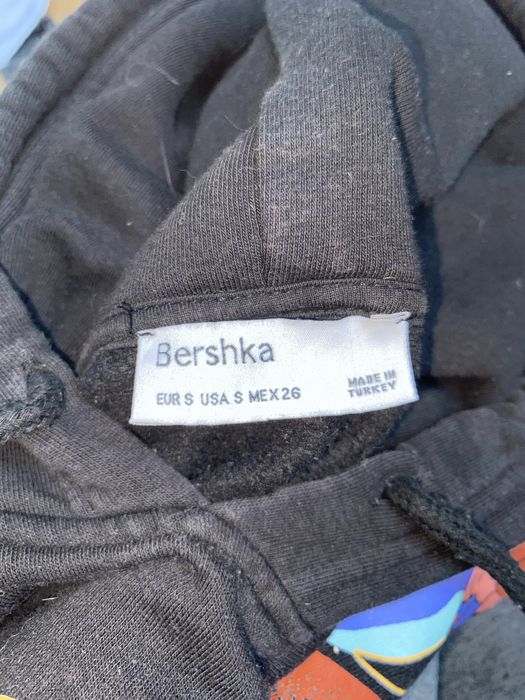 Bershka
EUR S USA S MEX 26
MADE IN
TURKEY